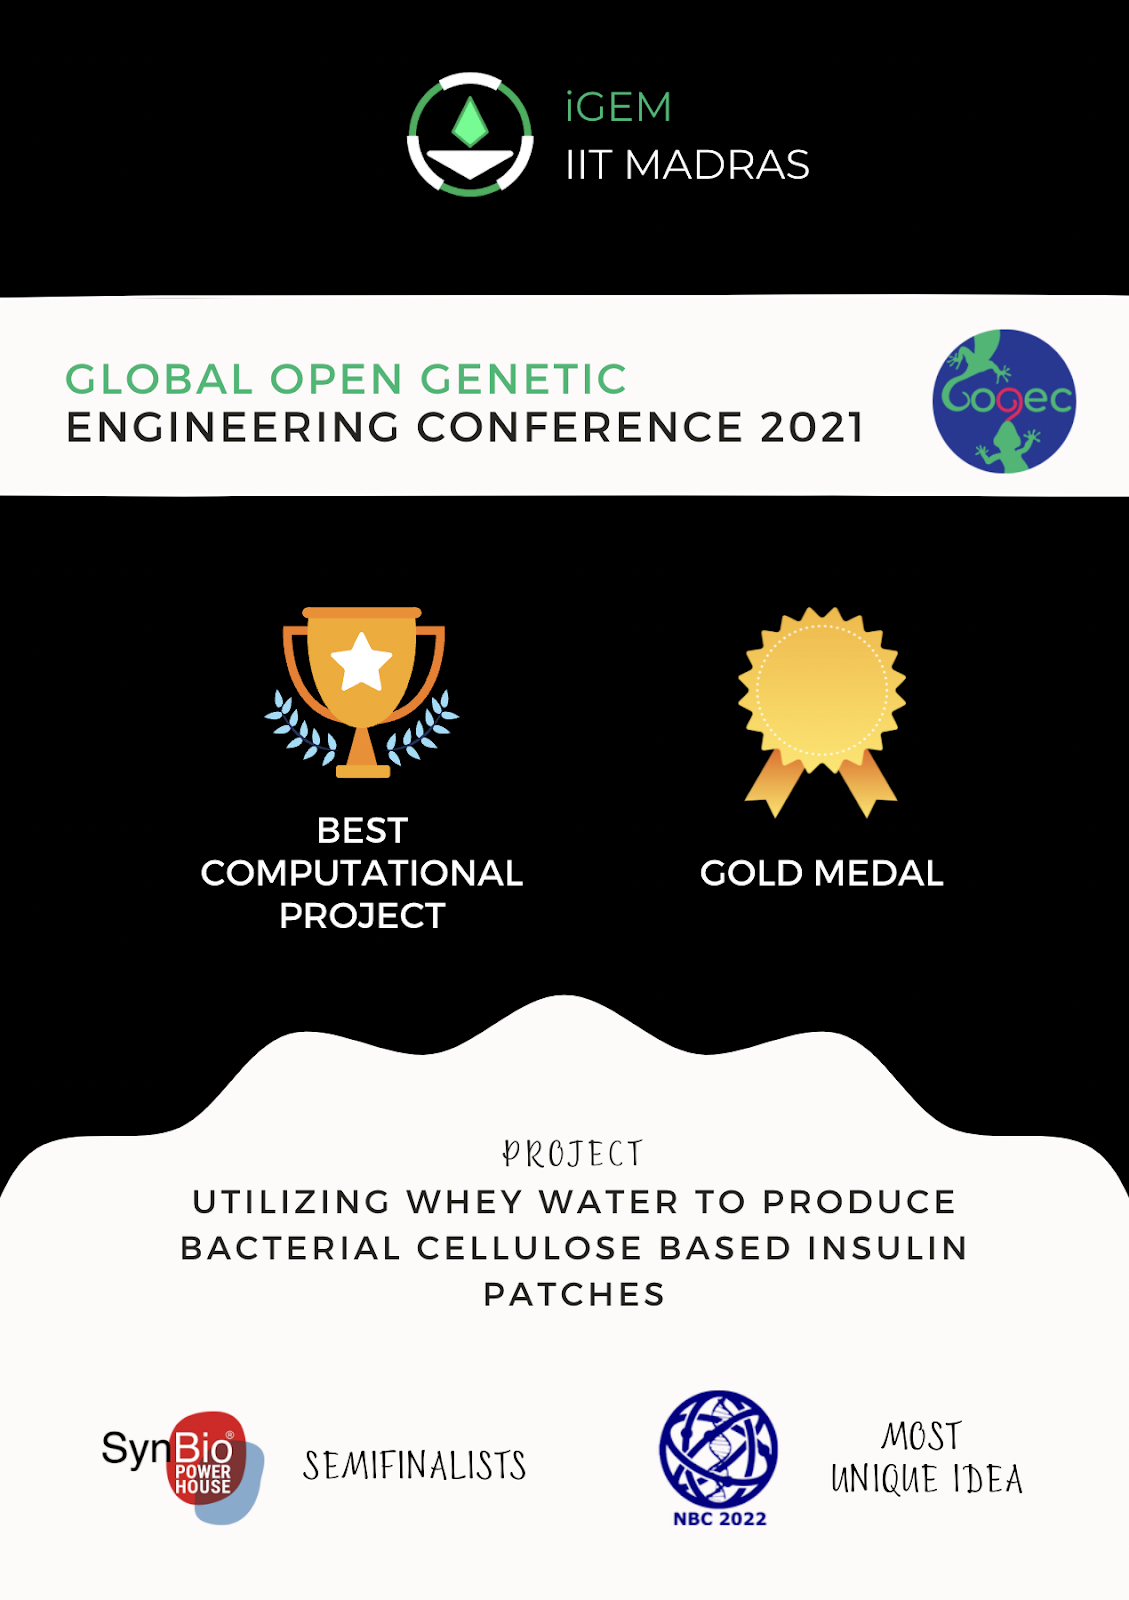 iGEM
IIT MADRAS
GLOBAL OPEN GENETIC
ENGINEERING CONFERENCE 2021
Gogec
BEST
COMPUTATIONAL
PROJECT
GOLD MEDAL
PROJECT
UTILIZING WHEY WATER TO PRODUCE
BACTERIAL CELLULOSE BASED INSULIN
PATCHES
SynBio®
POWER
HOUSE
SEMIFINALISTS
NBC 2022
MOST
UNIQUE IDEA